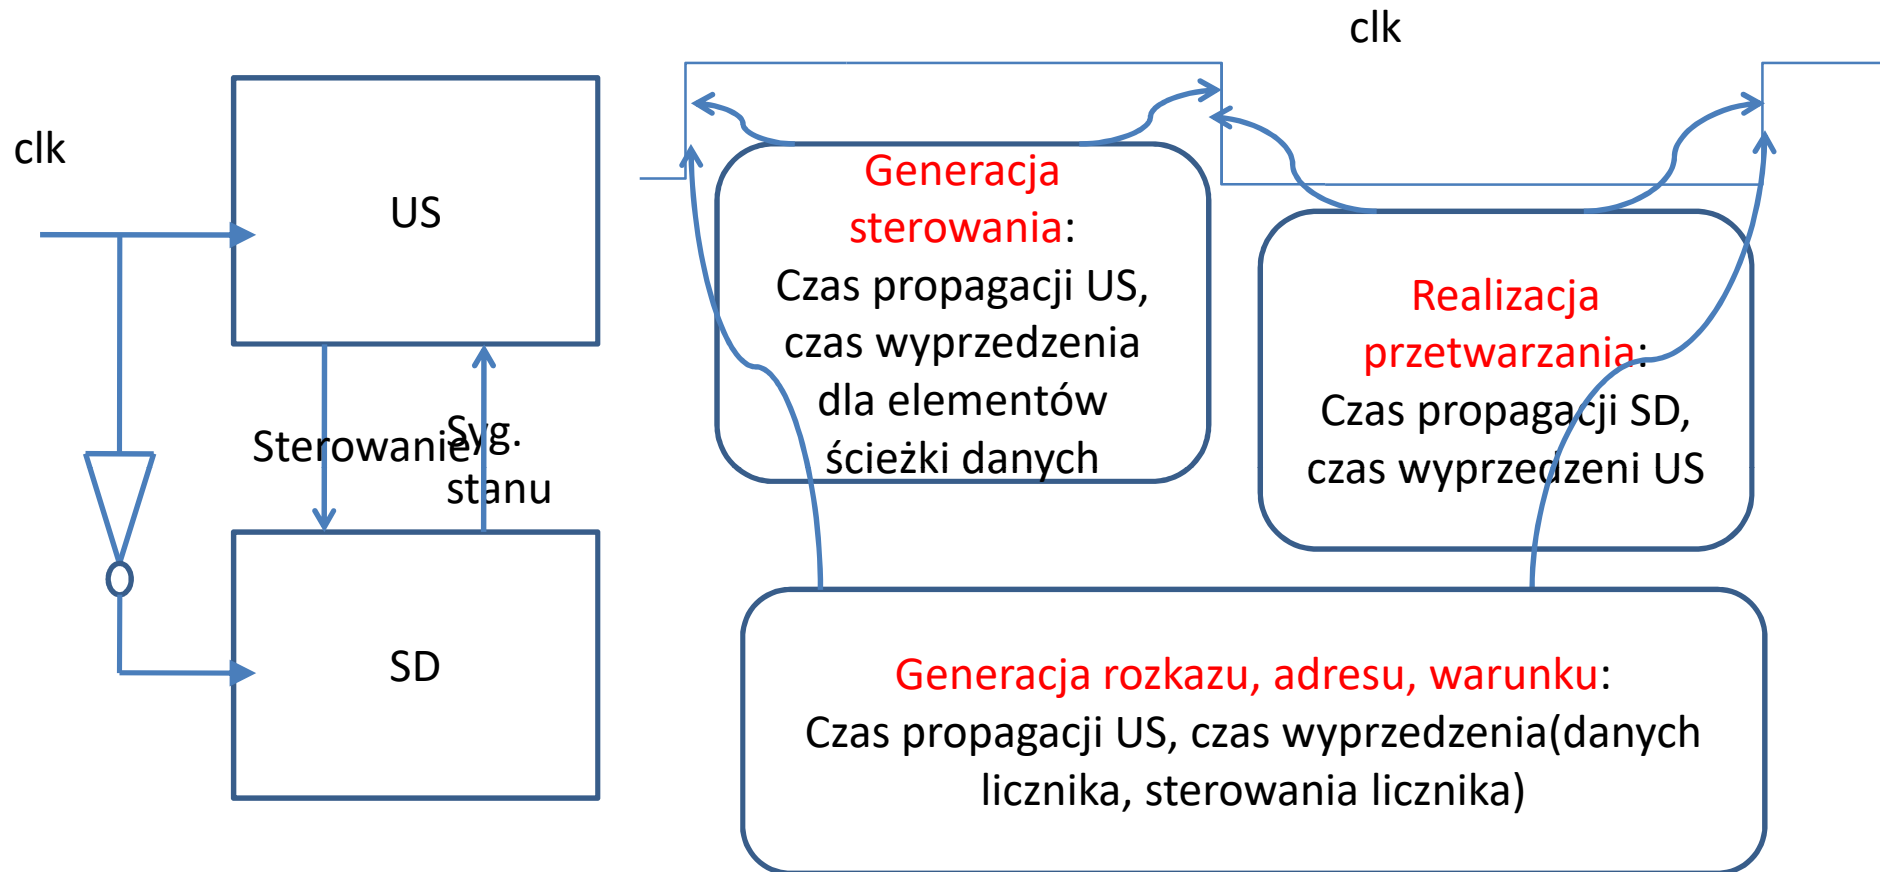 clk
US
Sterowanie
Syg.
stanu
SD
clk
Generacja
sterowania:
Czas propagacji US,
czas wyprzedzenia
dla elementów
ścieżki danych
Realizacja
przetwarzania:
Czas propagacji SD,
czas wyprzedzeni US
Generacja rozkazu, adresu, warunku:
Czas propagacji US, czas wyprzedzenia(danych
licznika, sterowania licznika)